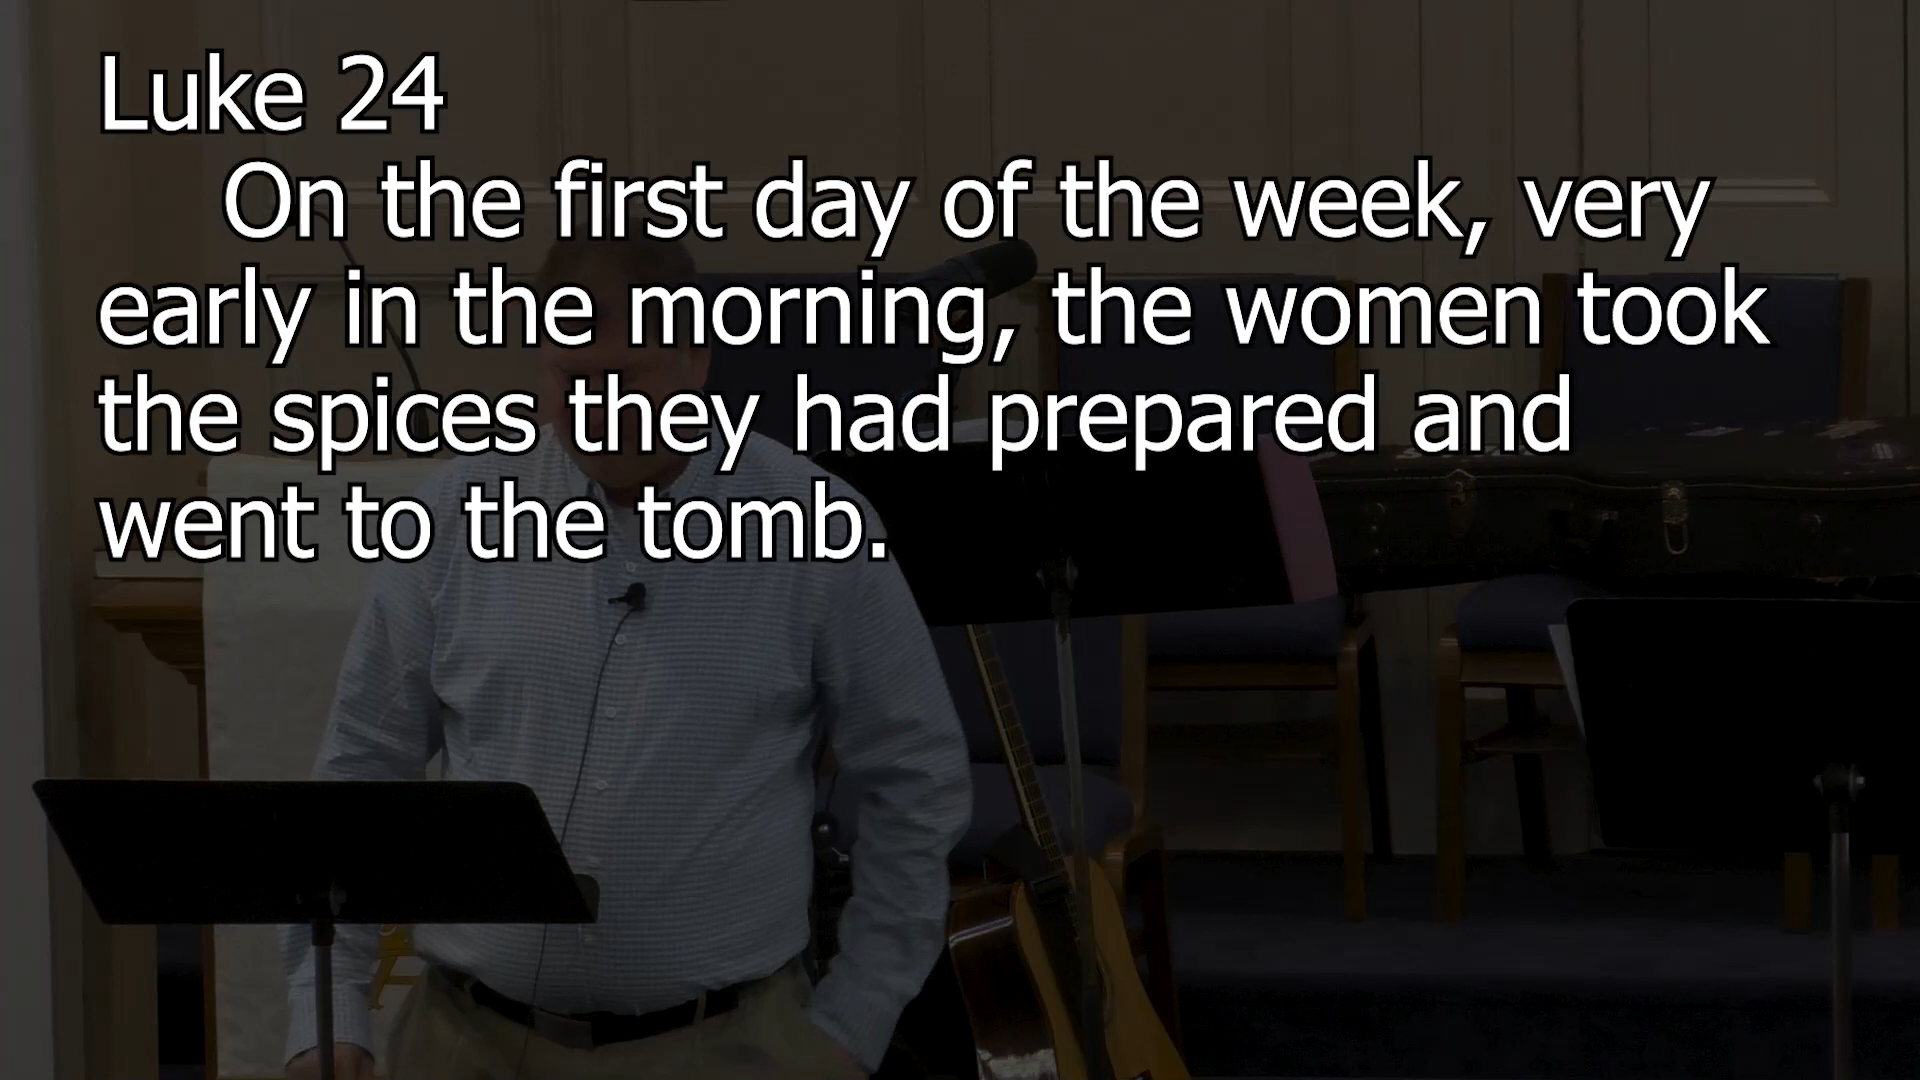 Luke 24
On the first day of the week, very
early in the morning, the women took
the spices they had prepared and
went to the tomb.